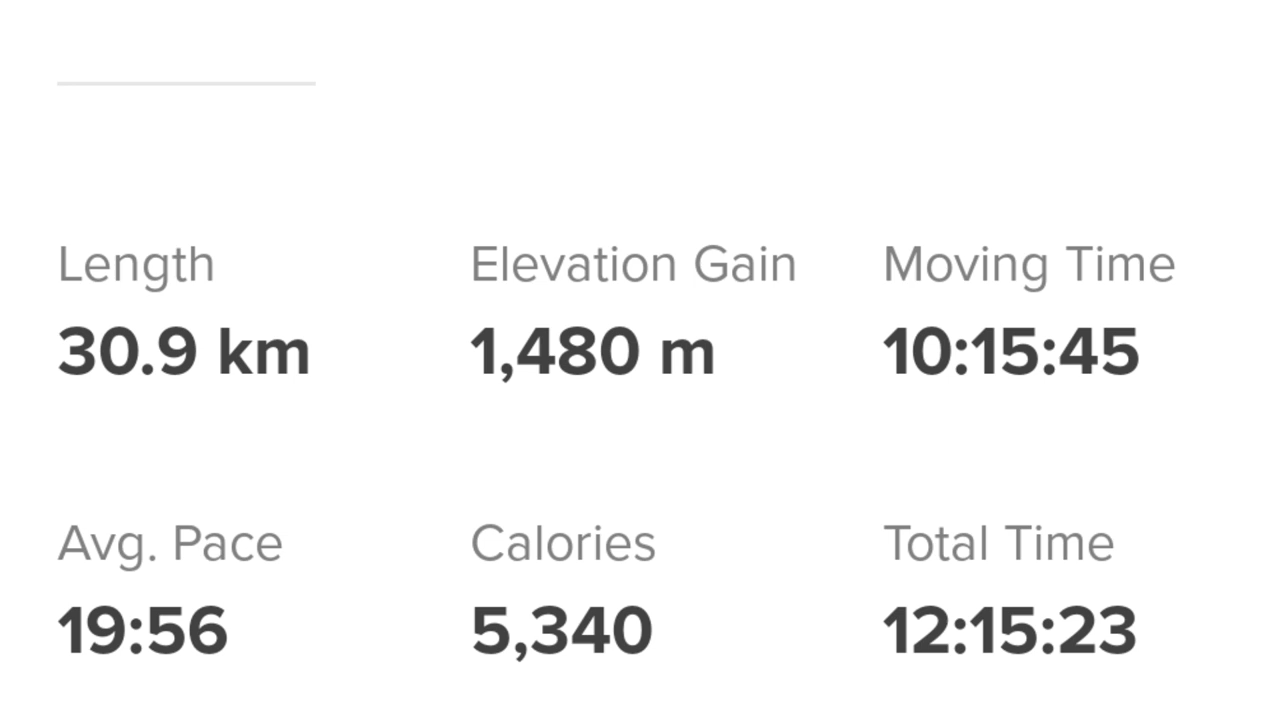 Length
Elevation Gain
Moving Time
30.9 km
1,480 m
10:15:45
Avg. Pace
Calories
Total Time
19:56
5,340
12:15:23